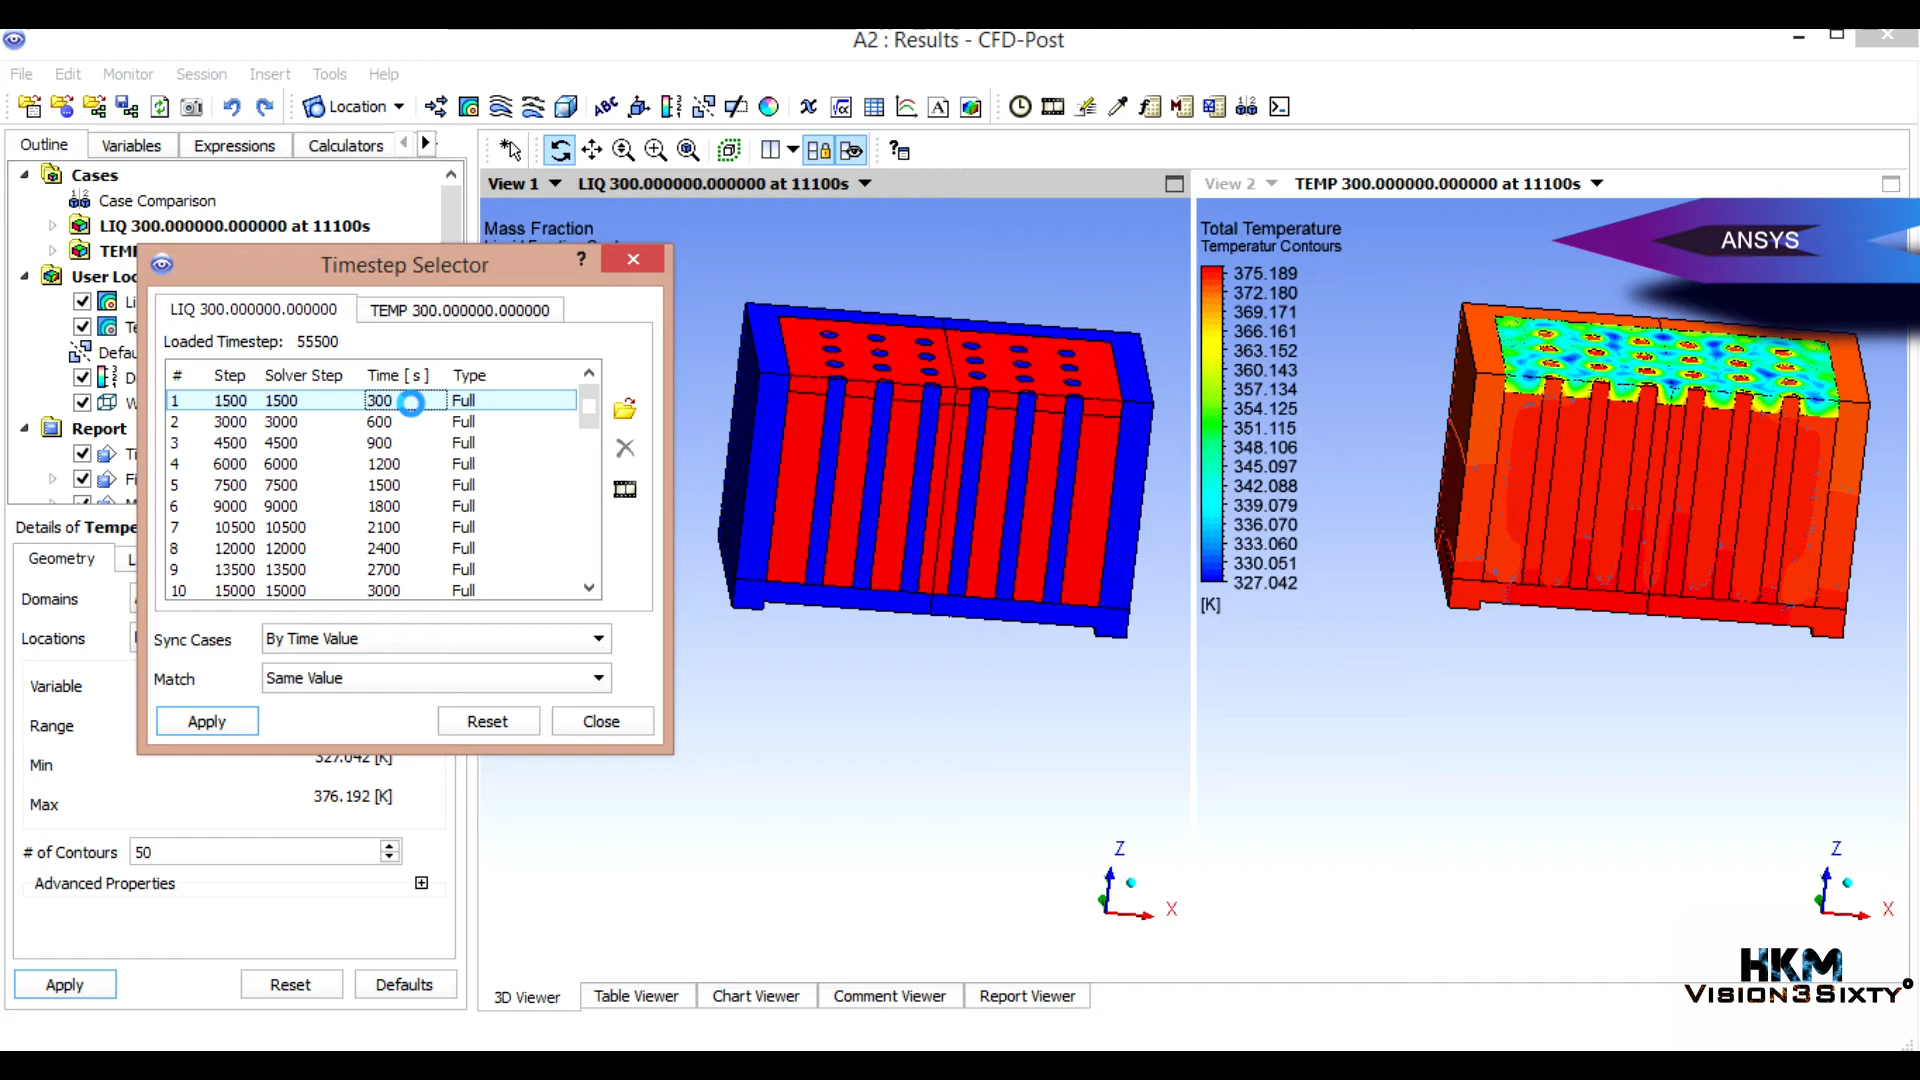 A2 : Results - CFD-Post
File Edit Monitor Session Insert Tools Help
Location
Outline Variables Expressions Calculators
Cases
Case Comparison
LIQ 300.000000.000000 at 11100s
User Loc
Report
Details of Tempe
Geometry
Domains
Locations
Variable
Range
Min 327.042 [K]
Max 376.192 [K]
# of Contours 50
Advanced Properties
Apply Reset Defaults
Timestep Selector
?
LIQ 300.000000.000000 TEMP 300.000000.000000
Loaded Timestep: 55500
# Step Solver Step Time [ s ] Type
1 1500 1500 300 Full
2 3000 3000 600 Full
3 4500 4500 900 Full
4 6000 6000 1200 Full
5 7500 7500 1500 Full
6 9000 9000 1800 Full
7 10500 10500 2100 Full
8 12000 12000 2400 Full
9 13500 13500 2700 Full
10 15000 15000 3000 Full
Sync Cases By Time Value
Match Same Value
Apply Reset Close
View 1 LIQ 300.000000.000000 at 11100s
Mass Fraction
Z
X
View 2 TEMP 300.000000.000000 at 11100s
Total Temperature
Temperatur Contours
375.189
372.180
369.171
366.161
363.152
360.143
357.134
354.125
351.115
348.106
345.097
342.088
339.079
336.070
333.060
330.051
327.042
[K]
ANSYS
Z
X
3D Viewer Table Viewer Chart Viewer Comment Viewer Report Viewer
HKM
Vision3Sixty°